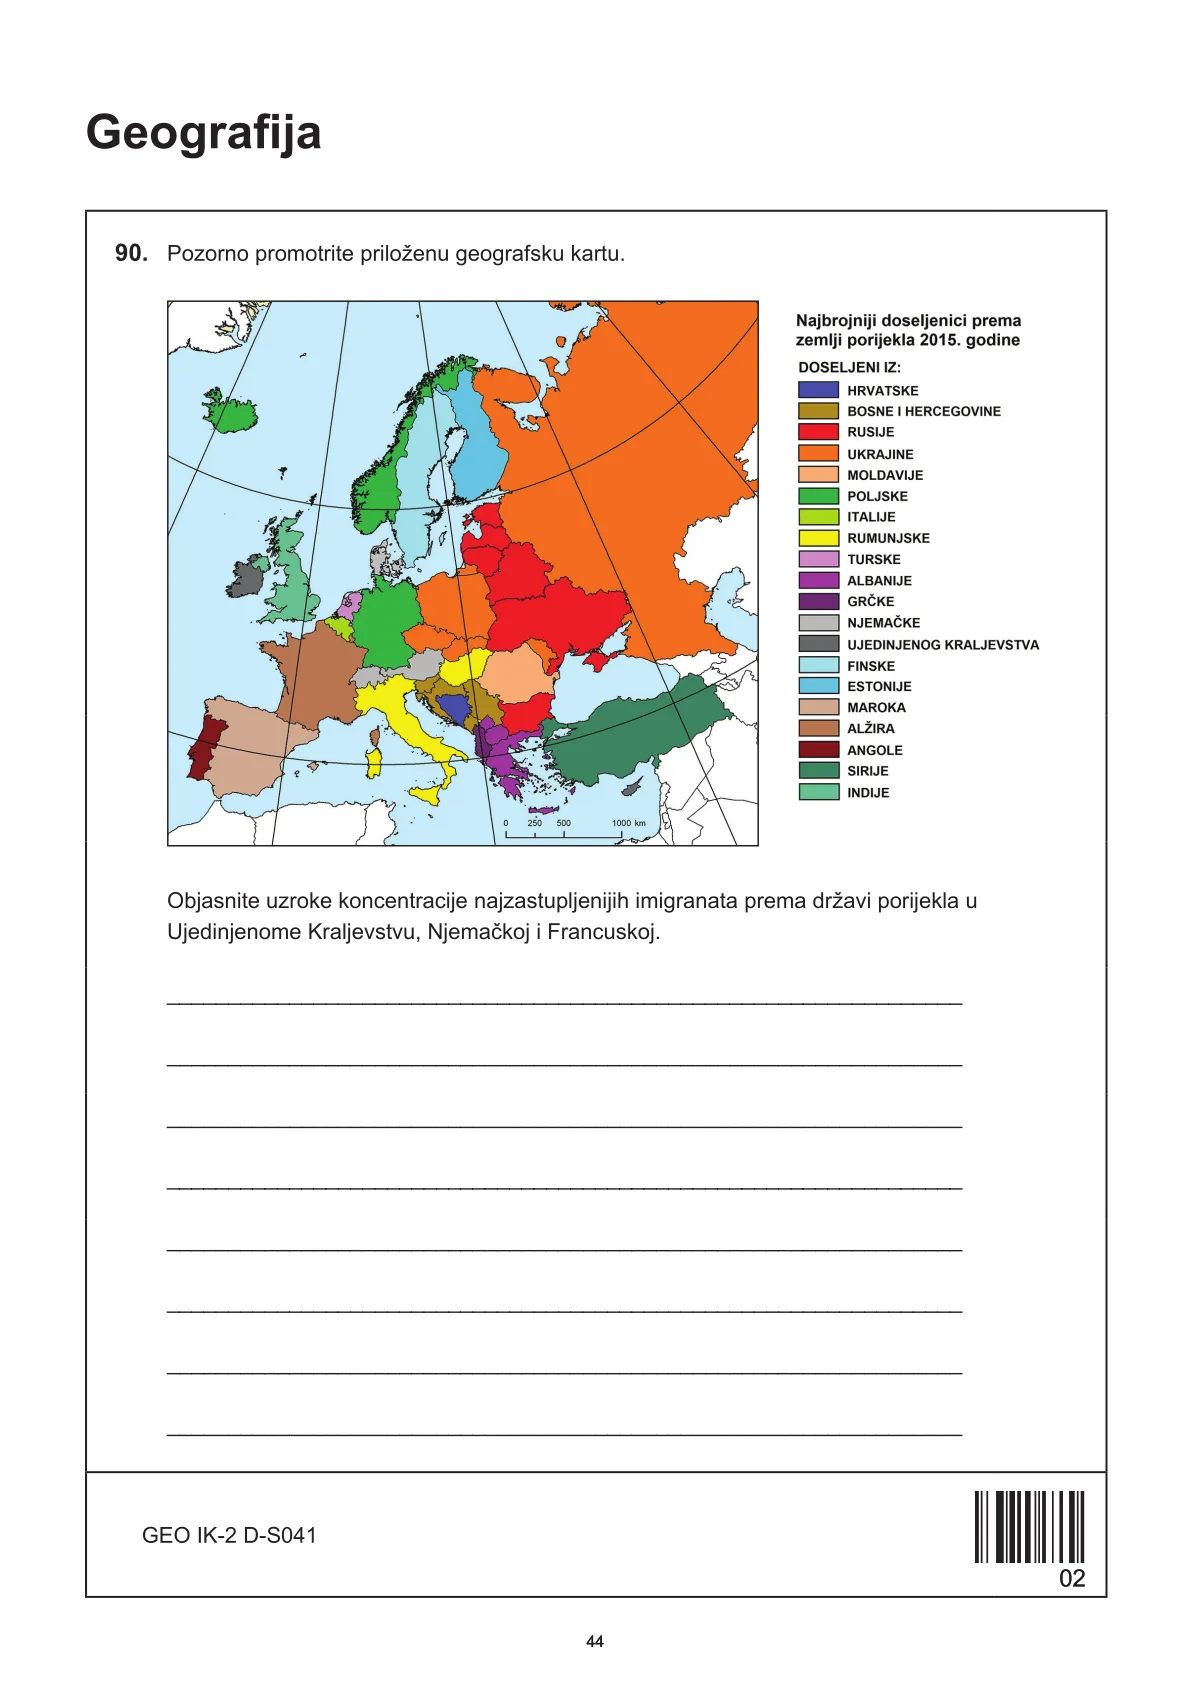 Geografija
90. Pozorno promotrite priloženu geografsku kartu.
Najbrojniji doseljenici prema
zemlji porijekla 2015. godine
DOSELJENI IZ:
HRVATSKE
BOSNE I HERCEGOVINE
RUSIJE
UKRAJINE
MOLDAVIJE
POLJSKE
ITALIJE
RUMUNJSKE
TURSKE
ALBANIJE
GRČKE
NJEMAČKE
UJEDINJENOG KRALJEVSTVA
FINSKE
ESTONIJE
MAROKA
ALŽIRA
ANGOLE
SIRIJE
INDIJE
0 250 500 1000 km
Objasnite uzroke koncentracije najzastupljenijih imigranata prema državi porijekla u
Ujedinjenome Kraljevstvu, Njemačkoj i Francuskoj.
GEO IK-2 D-S041
02
44